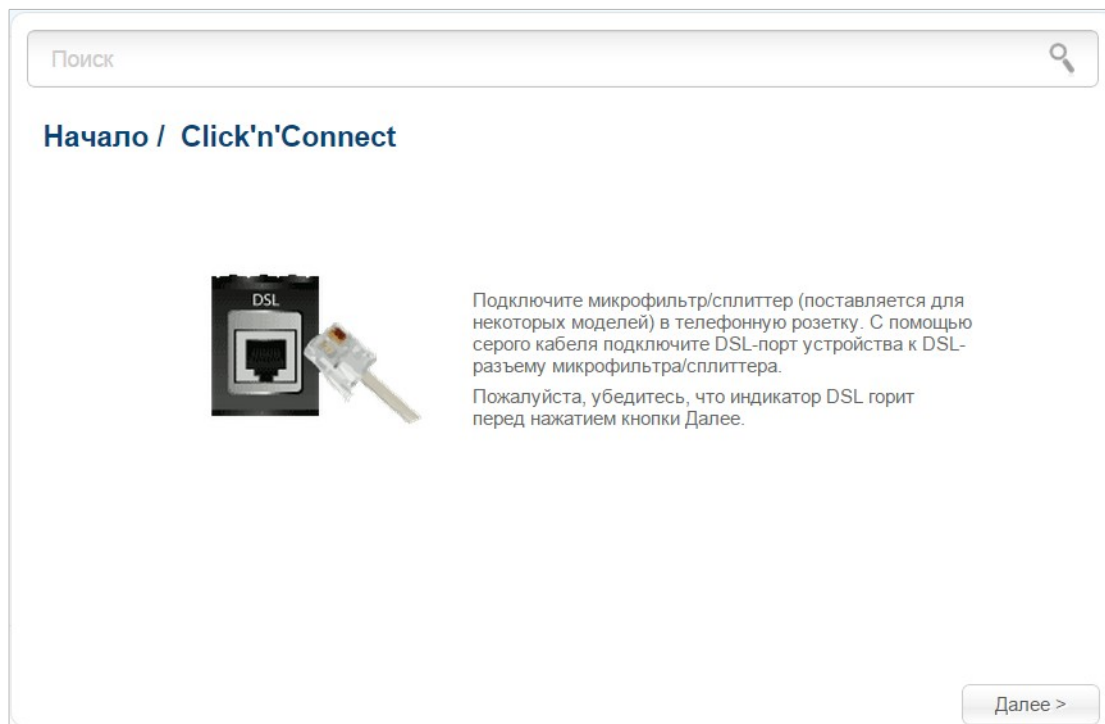 Поиск
Начало / Click'n'Connect
DSL
Подключите микрофильтр/сплиттер (поставляется для
некоторых моделей) в телефонную розетку. С помощью
серого кабеля подключите DSL-порт устройства к DSL-
разъему микрофильтра/сплиттера.
Пожалуйста, убедитесь, что индикатор DSL горит
перед нажатием кнопки Далее.
Далее >